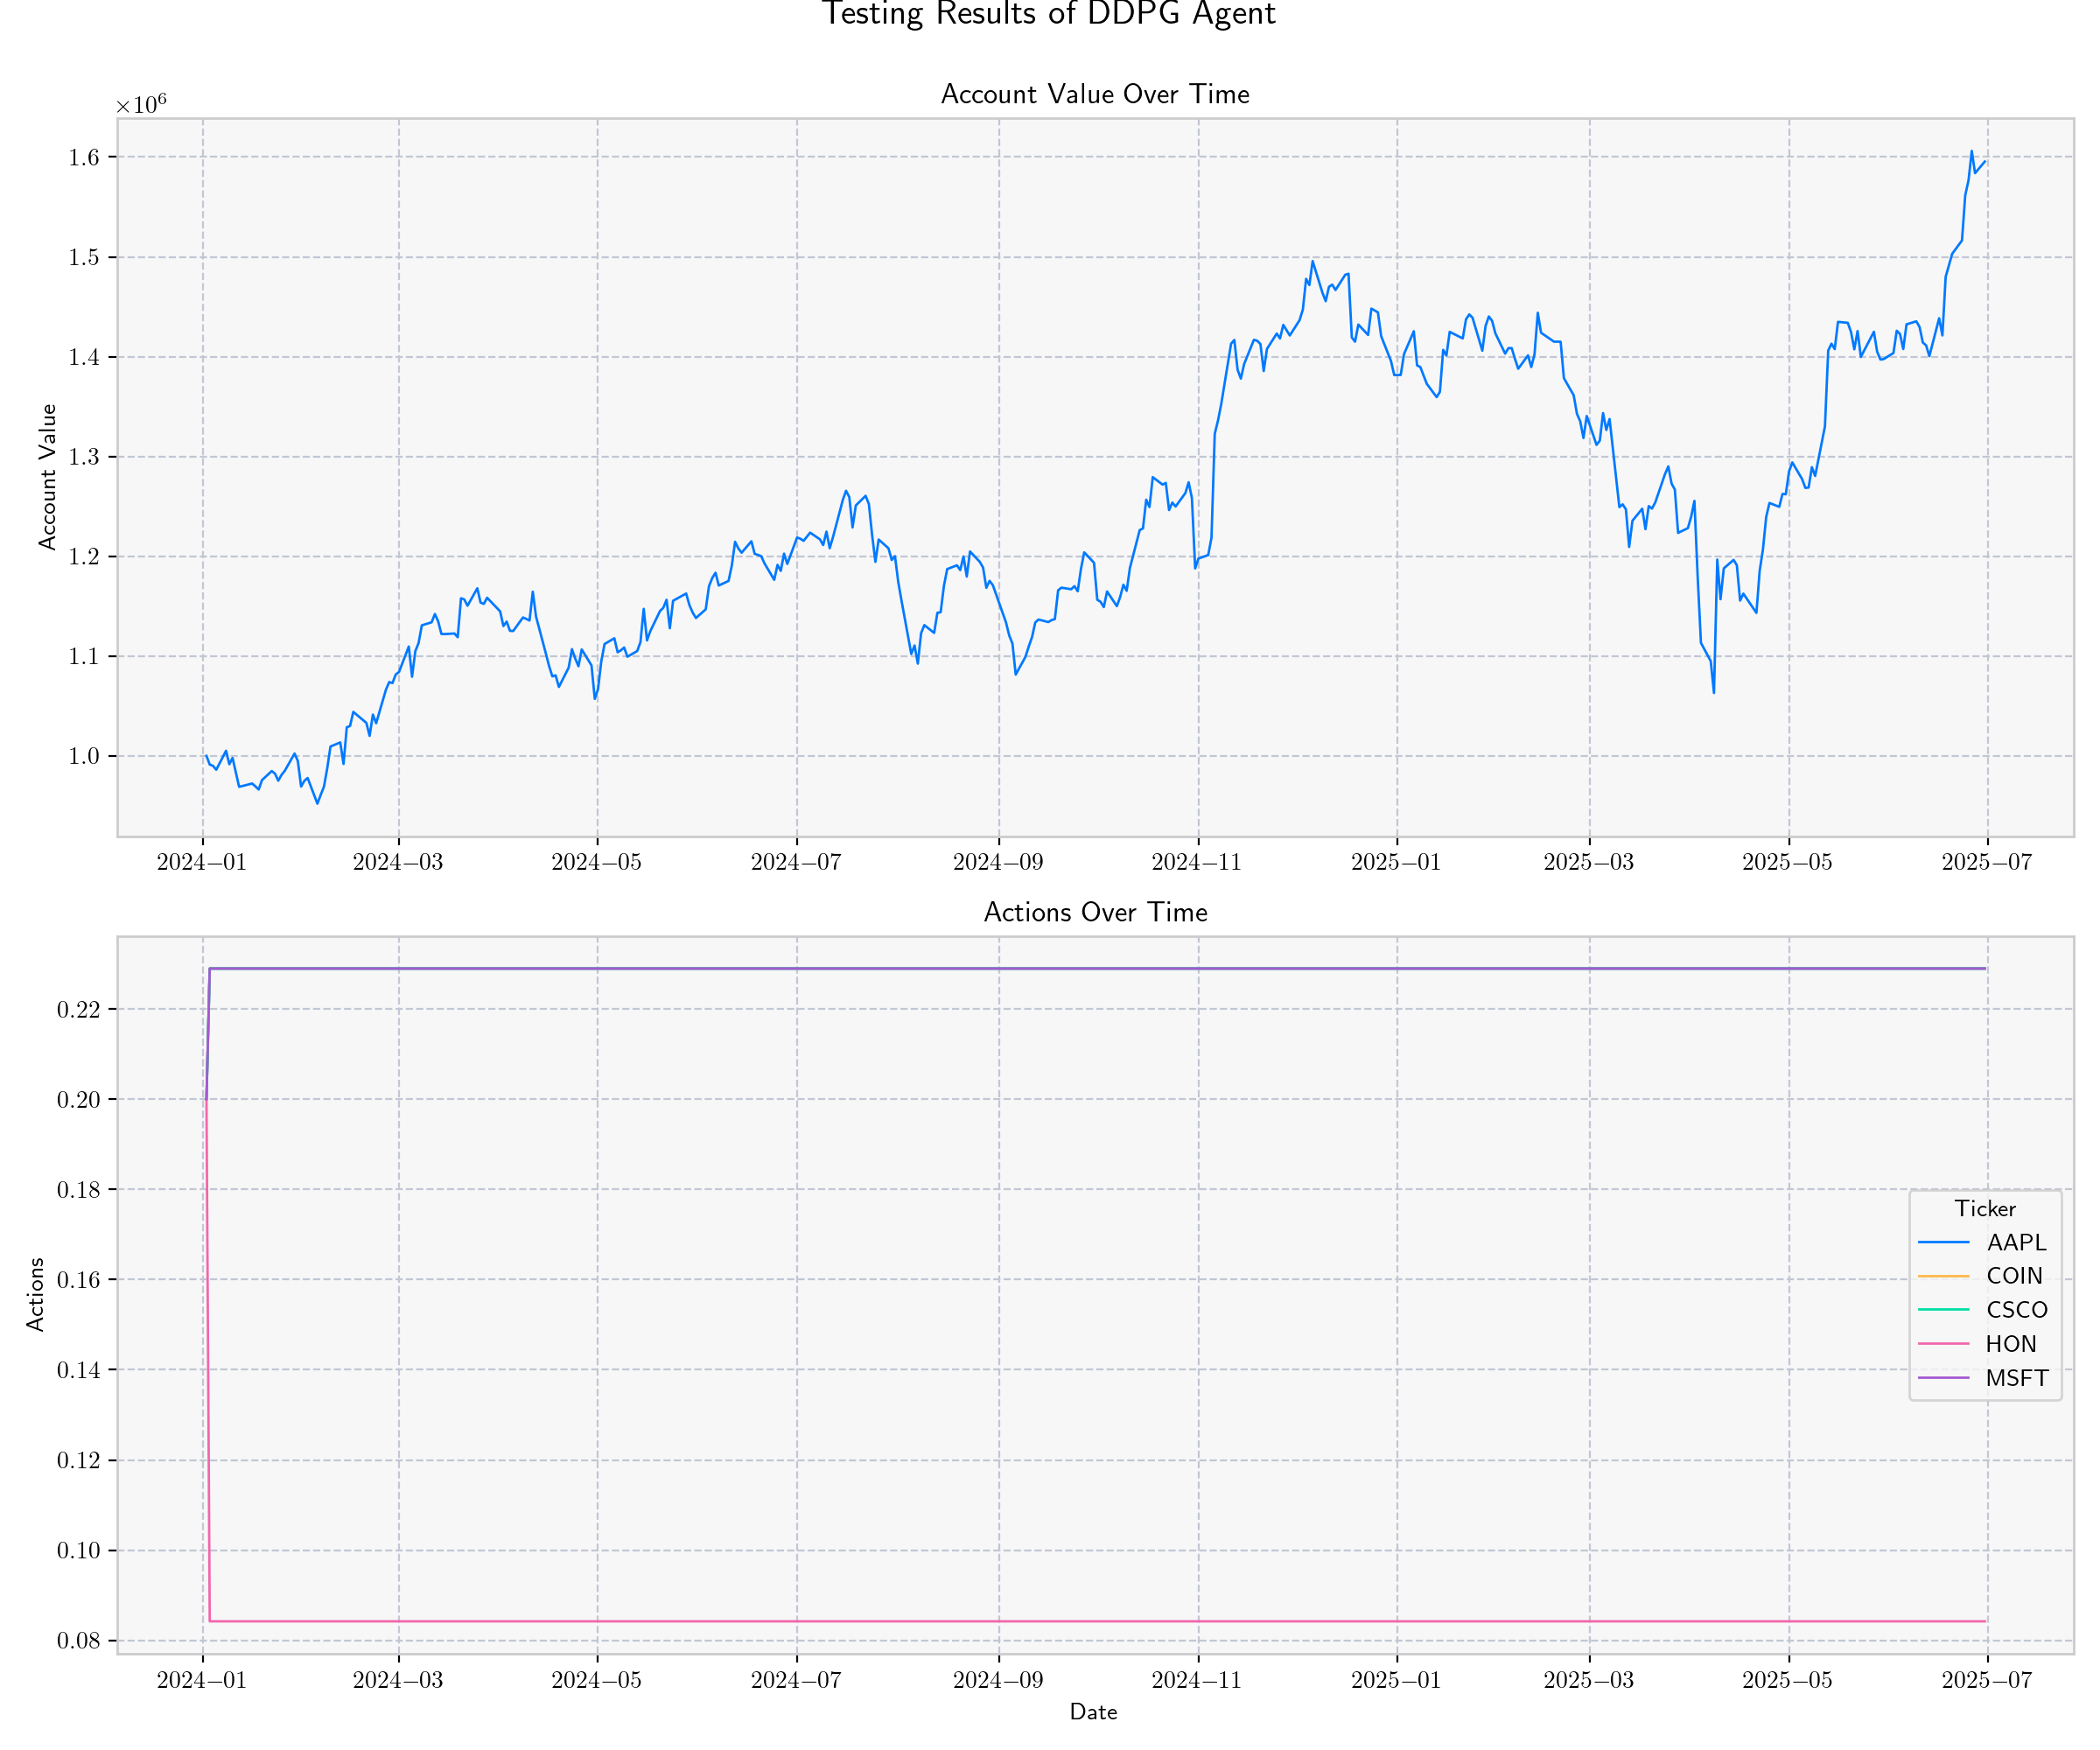 Testing Results of DDPG Agent
Account Value Over Time
×10⁶
1.6
1.5
1.4
1.3
1.2
1.1
1.0
Account Value
2024−01 2024−03 2024−05 2024−07 2024−09 2024−11 2025−01 2025−03 2025−05 2025−07
Actions Over Time
0.22
0.20
0.18
0.16
0.14
0.12
0.10
0.08
Actions
Ticker
AAPL
COIN
CSCO
HON
MSFT
2024−01 2024−03 2024−05 2024−07 2024−09 2024−11 2025−01 2025−03 2025−05 2025−07
Date